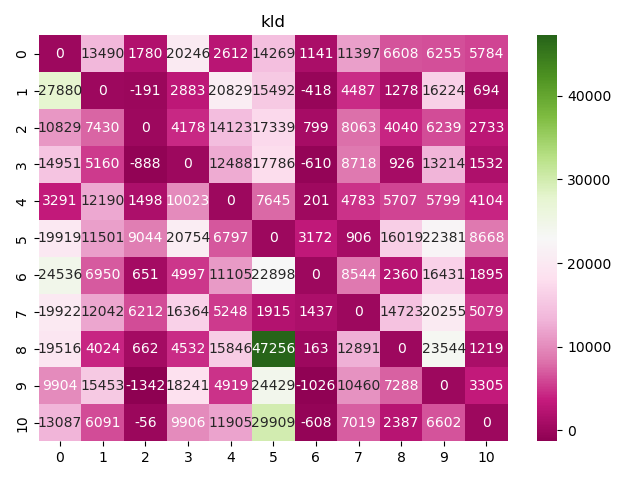 kld
0 0 13490 1780 20246 2612 14269 1141 11397 6608 6255 5784
1 27880 0 -191 2883 20829 15492 -418 4487 1278 16224 694
2 10829 7430 0 4178 14123 17339 799 8063 4040 6239 2733
3 14951 5160 -888 0 12488 17786 -610 8718 926 13214 1532
4 3291 12190 1498 10023 0 7645 201 4783 5707 5799 4104
5 19919 11501 9044 20754 6797 0 3172 906 16019 22381 8668
6 24536 6950 651 4997 11105 22898 0 8544 2360 16431 1895
7 19922 12042 6212 16364 5248 1915 1437 0 14723 20255 5079
8 19516 4024 662 4532 15846 47256 163 12891 0 23544 1219
9 9904 15453 -1342 18241 4919 24429 -1026 10460 7288 0 3305
10 13087 6091 -56 9906 11905 29909 -608 7019 2387 6602 0
0 1 2 3 4 5 6 7 8 9 10
40000
30000
20000
10000
0